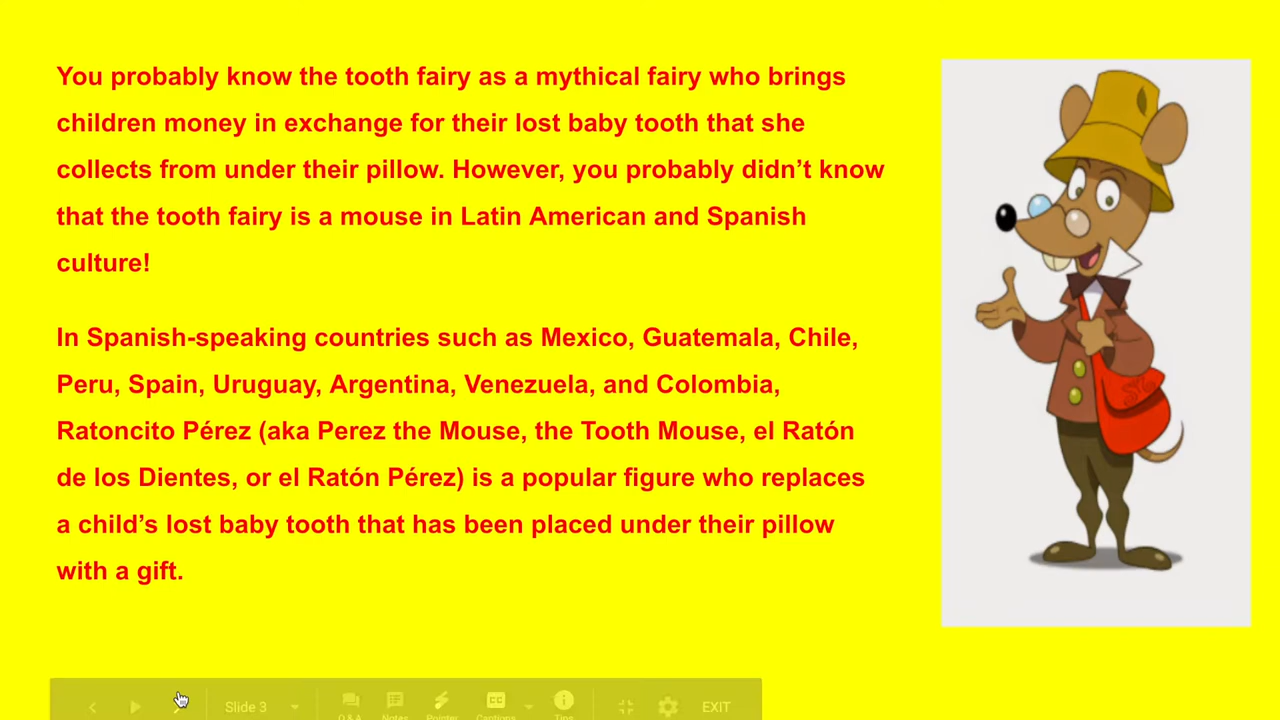 You probably know the tooth fairy as a mythical fairy who brings
children money in exchange for their lost baby tooth that she
collects from under their pillow. However, you probably didn’t know
that the tooth fairy is a mouse in Latin American and Spanish
culture!
In Spanish-speaking countries such as Mexico, Guatemala, Chile,
Peru, Spain, Uruguay, Argentina, Venezuela, and Colombia,
Ratoncito Pérez (aka Perez the Mouse, the Tooth Mouse, el Ratón
de los Dientes, or el Ratón Pérez) is a popular figure who replaces
a child’s lost baby tooth that has been placed under their pillow
with a gift.
Slide 3 Q & A Notes Pointer CC Captions Tips EXIT